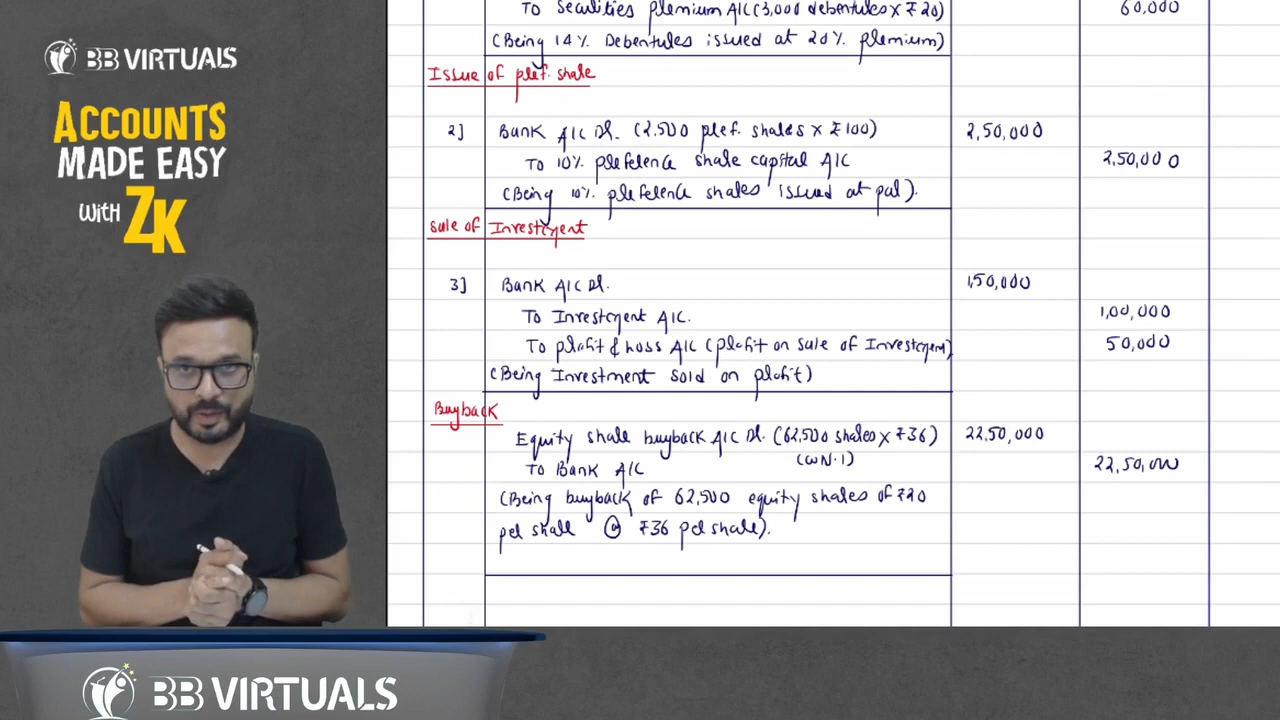 BB VIRTUALS
ACCOUNTS
MADE EASY
WITH ZK
To Securities premium A/C (3,000 debentures x ₹20) 60,000
(Being 14% Debentures issued at 20% premium)
Issue of pref. share
2] Bank A/C Dr. (2,500 pref. shares x ₹100) 2,50,000
To 10% preference share capital A/C 2,50,000
(Being 10% preference shares issued at par).
Sale of Investment
3] Bank A/C Dr. 1,50,000
To Investment A/C. 1,00,000
To profit & Loss A/C (profit on sale of Investment) 50,000
(Being Investment sold on profit)
Buyback
Equity share buyback A/C Dr. (62,500 shares x ₹36) 22,50,000
(WN.1)
To Bank A/C 22,50,000
(Being buyback of 62,500 equity shares of ₹20
per share @ ₹36 per share).
BB VIRTUALS